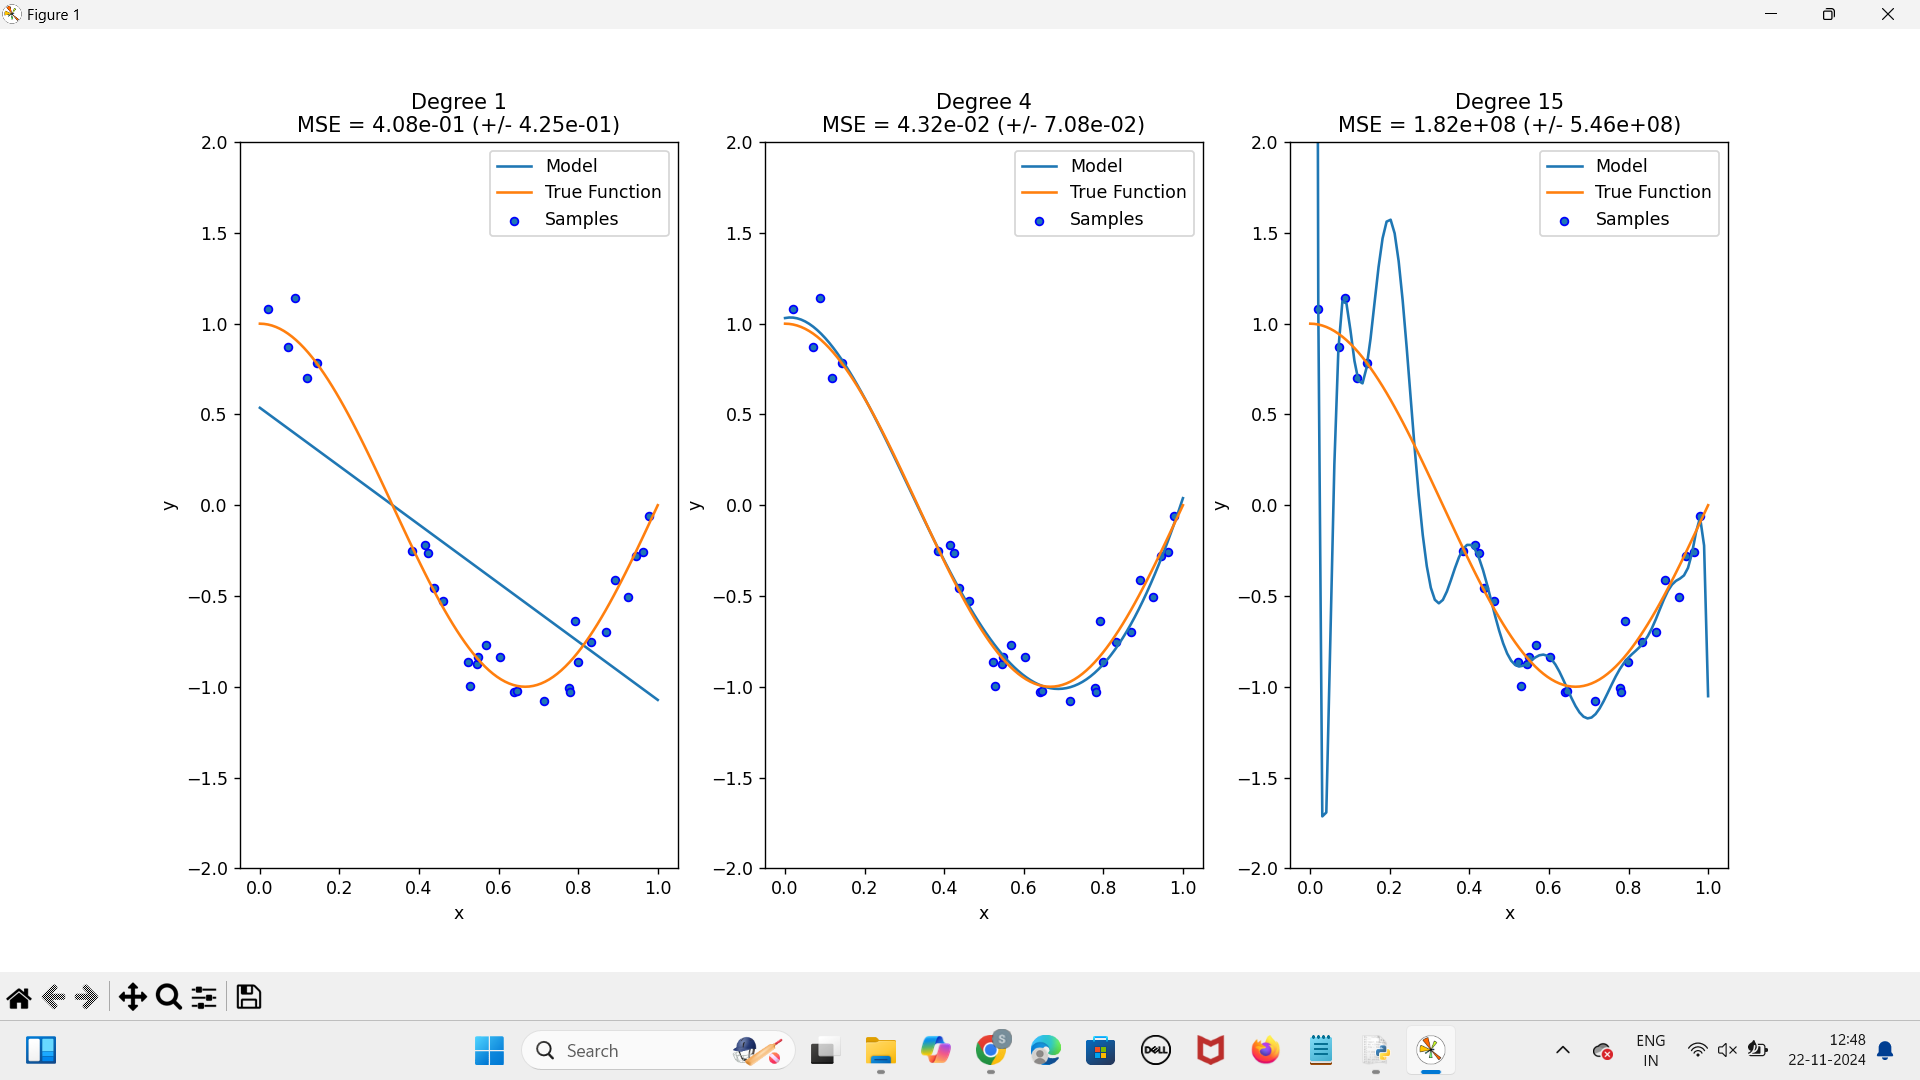 Figure 1
Degree 1
MSE = 4.08e-01 (+/- 4.25e-01)
2.0
1.5
1.0
0.5
0.0
−0.5
−1.0
−1.5
−2.0
y
Model
True Function
Samples
0.0 0.2 0.4 0.6 0.8 1.0
x
Degree 4
MSE = 4.32e-02 (+/- 7.08e-02)
2.0
1.5
1.0
0.5
0.0
−0.5
−1.0
−1.5
−2.0
y
Model
True Function
Samples
0.0 0.2 0.4 0.6 0.8 1.0
x
Degree 15
MSE = 1.82e+08 (+/- 5.46e+08)
2.0
1.5
1.0
0.5
0.0
−0.5
−1.0
−1.5
−2.0
y
Model
True Function
Samples
0.0 0.2 0.4 0.6 0.8 1.0
x
Search
S
DELL
ENG
IN
12:48
22-11-2024